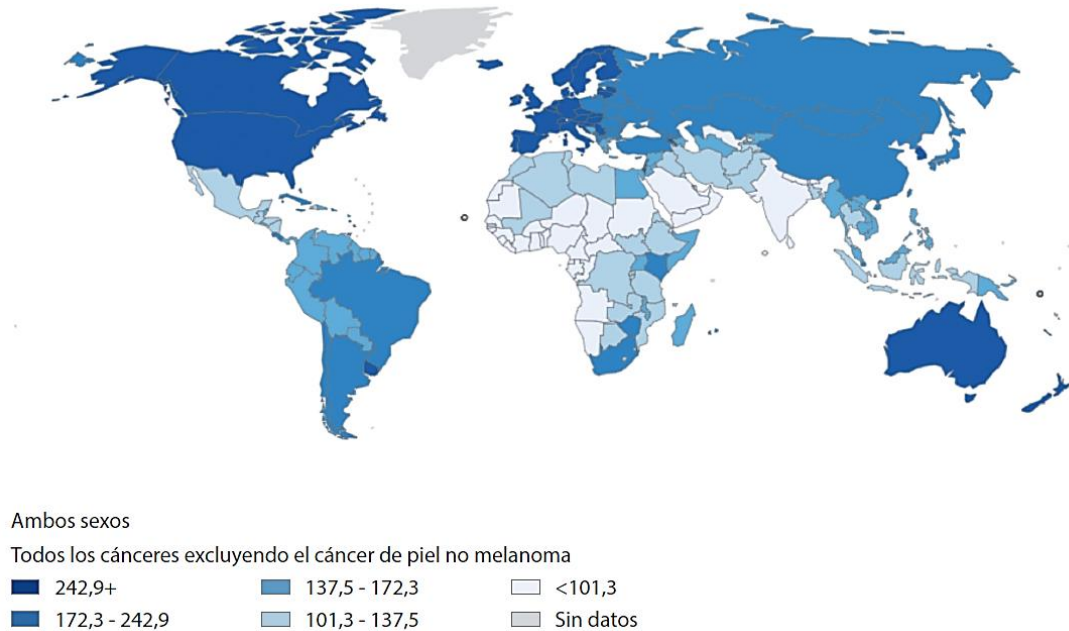 Ambos sexos
Todos los cánceres excluyendo el cáncer de piel no melanoma
242,9+
137,5 - 172,3
<101,3
172,3 - 242,9
101,3 - 137,5
Sin datos